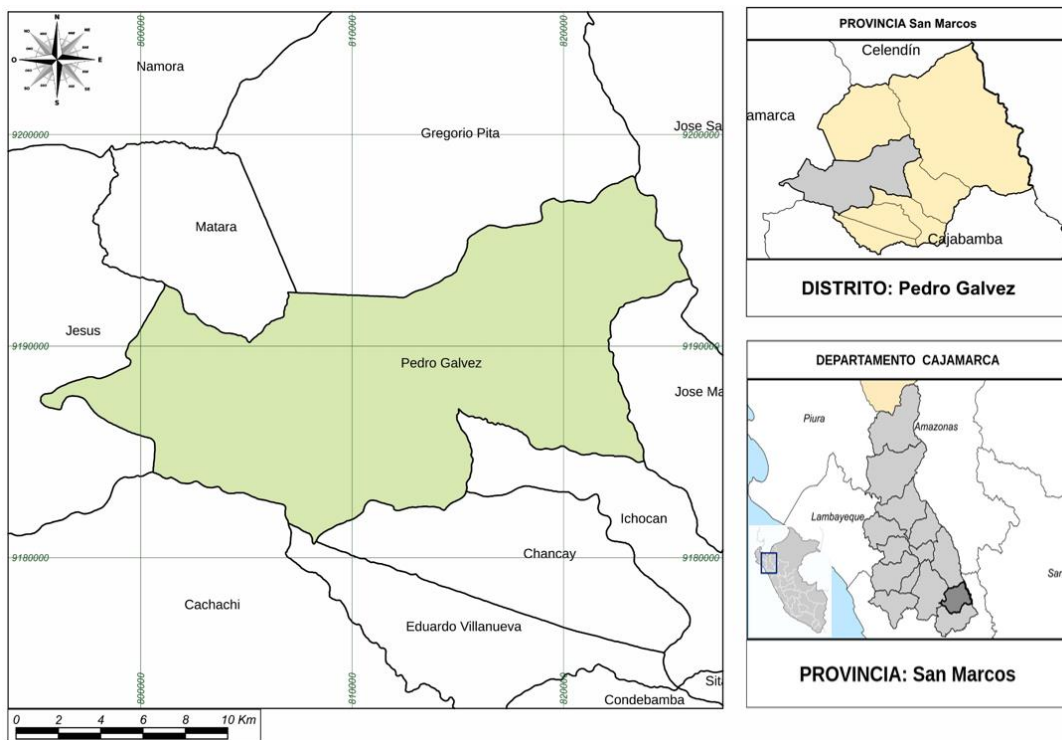 N
O
E
S
800000
810000
820000
Namora
9200000
Gregorio Pita
Jose Sa
9200000
Matara
Jesus
9190000
Pedro Galvez
9190000
Jose Ma
Ichocan
9180000
Chancay
9180000
Cachachi
Eduardo Villanueva
Sita
Condebamba
800000
810000
820000
0 2 4 6 8 10 Km
PROVINCIA San Marcos
Celendín
amarca
Cajabamba
DISTRITO: Pedro Galvez
DEPARTAMENTO CAJAMARCA
Piura
Amazonas
Lambayeque
San
PROVINCIA: San Marcos